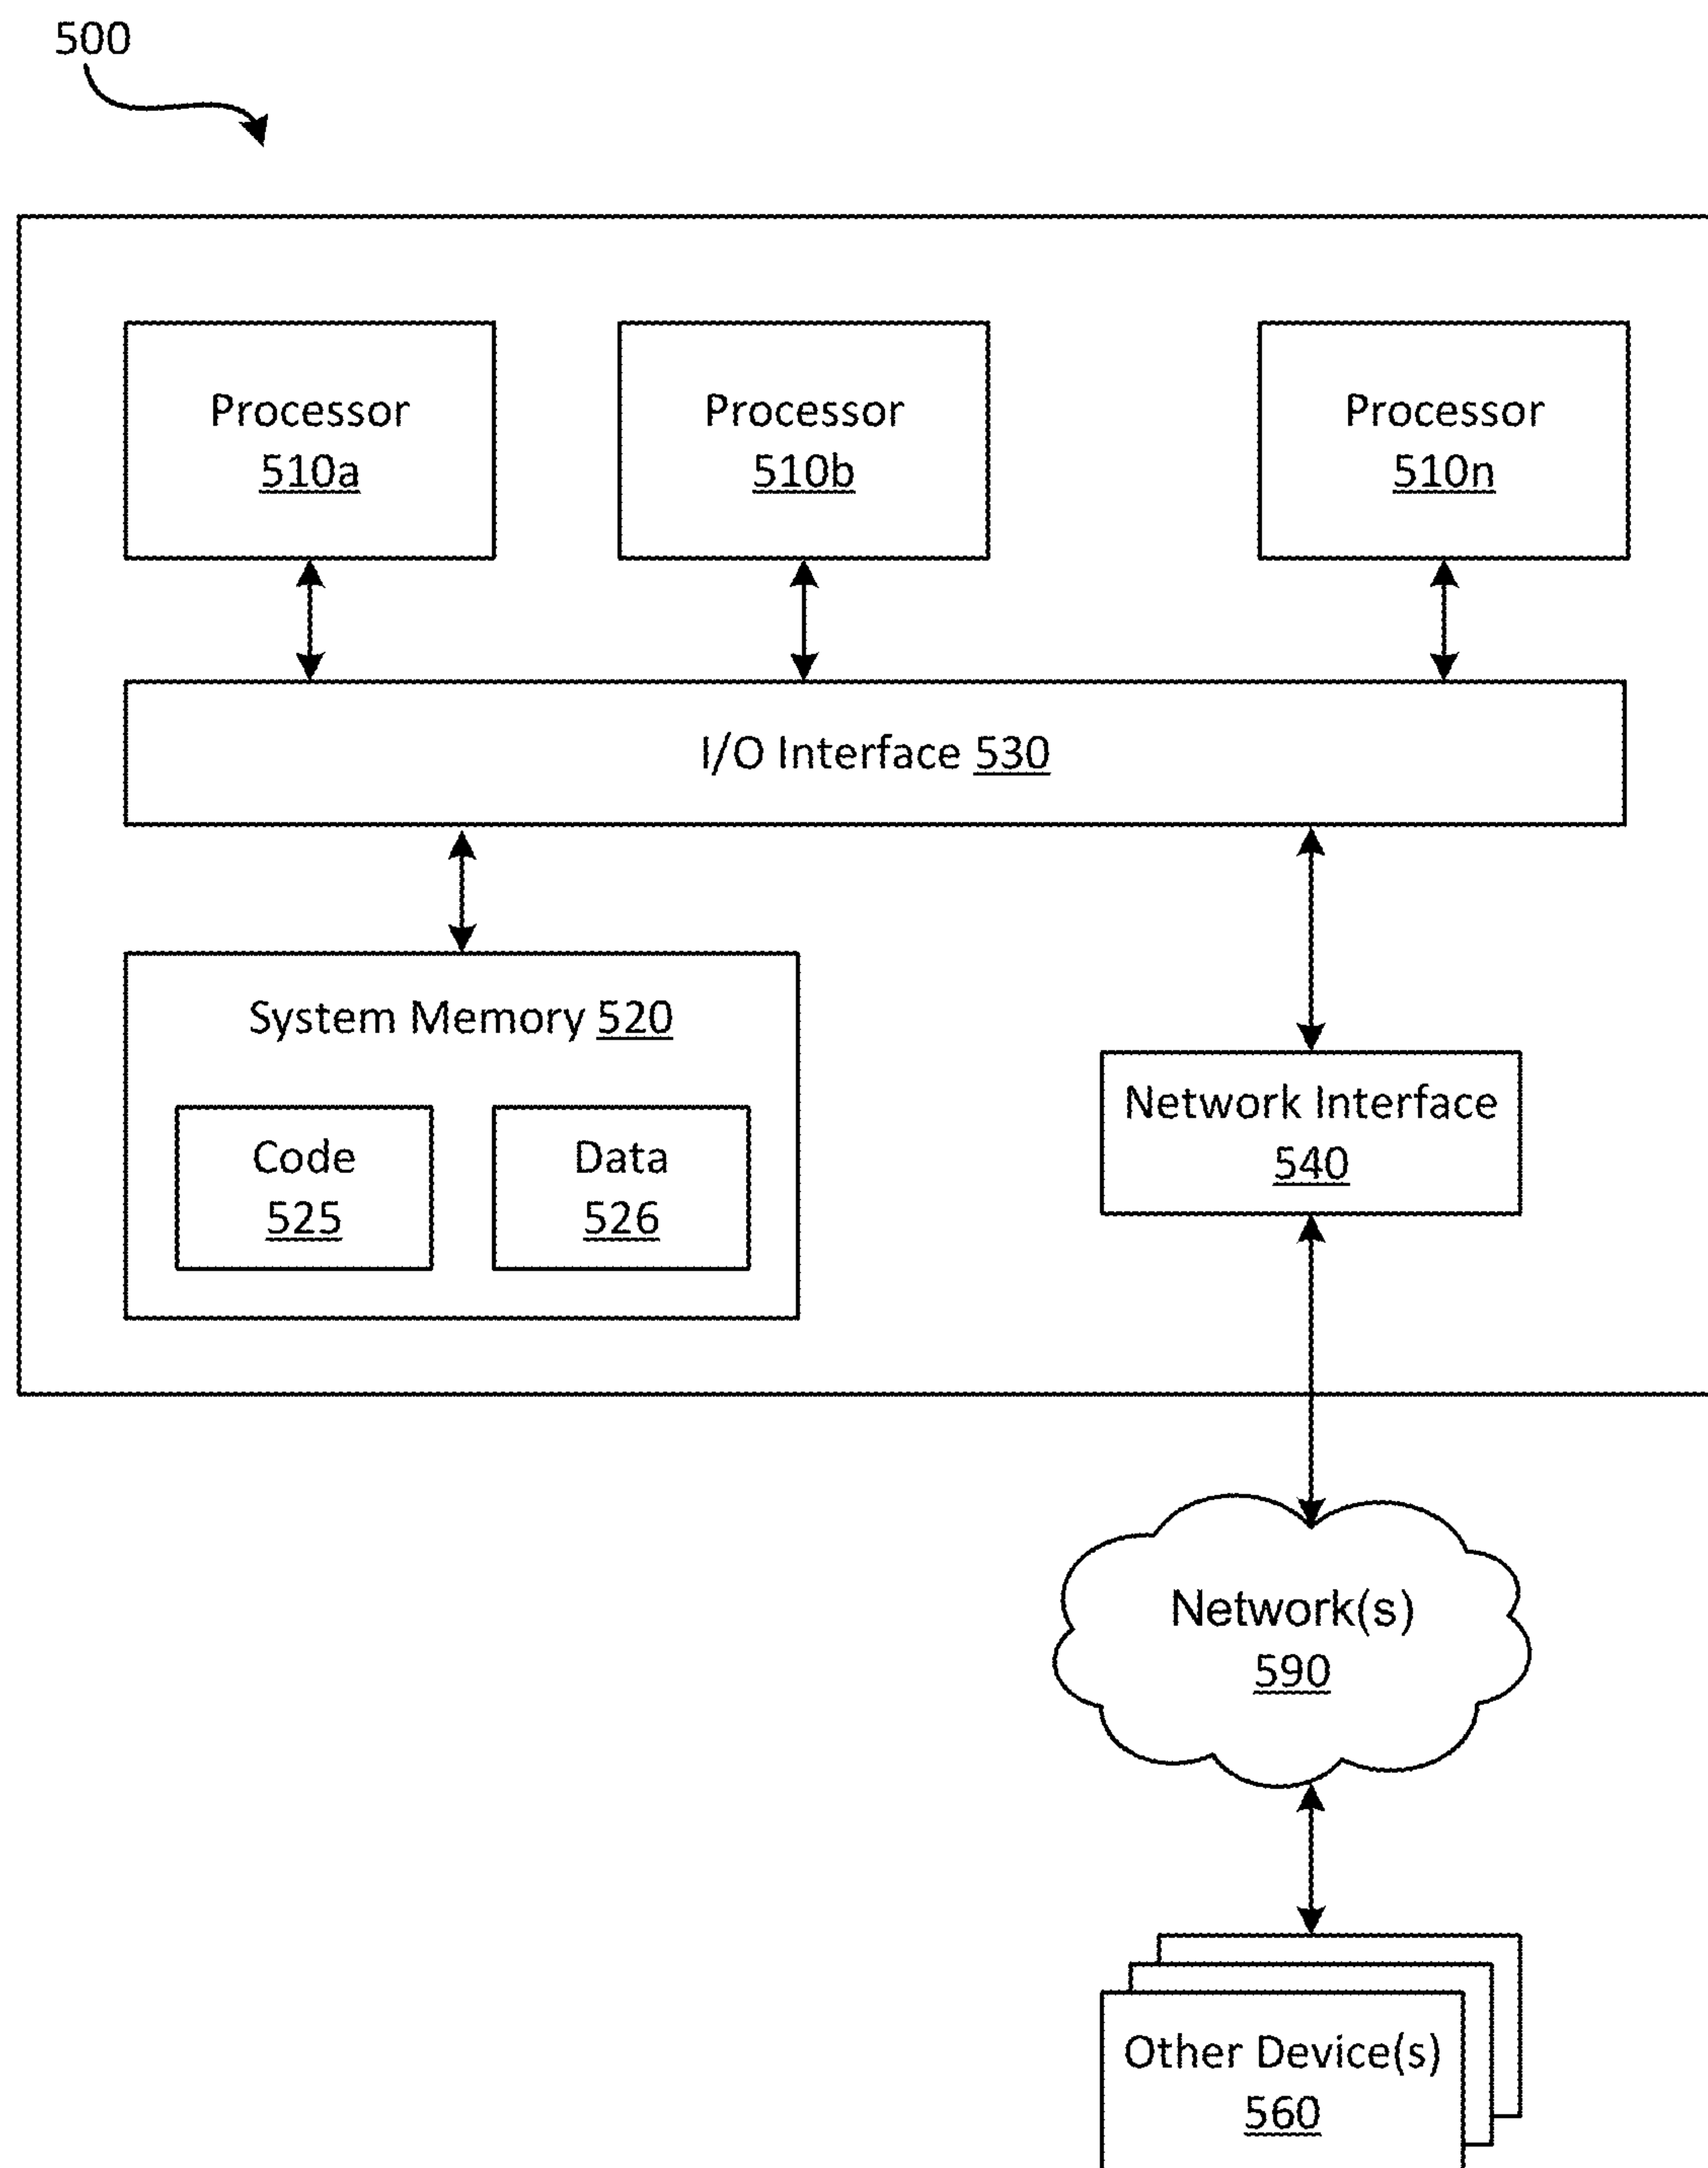 500
Processor
510a
Processor
510b
Processor
510n
I/O Interface 530
System Memory 520
Code
525
Data
526
Network Interface
540
Network(s)
590
Other Device(s)
560